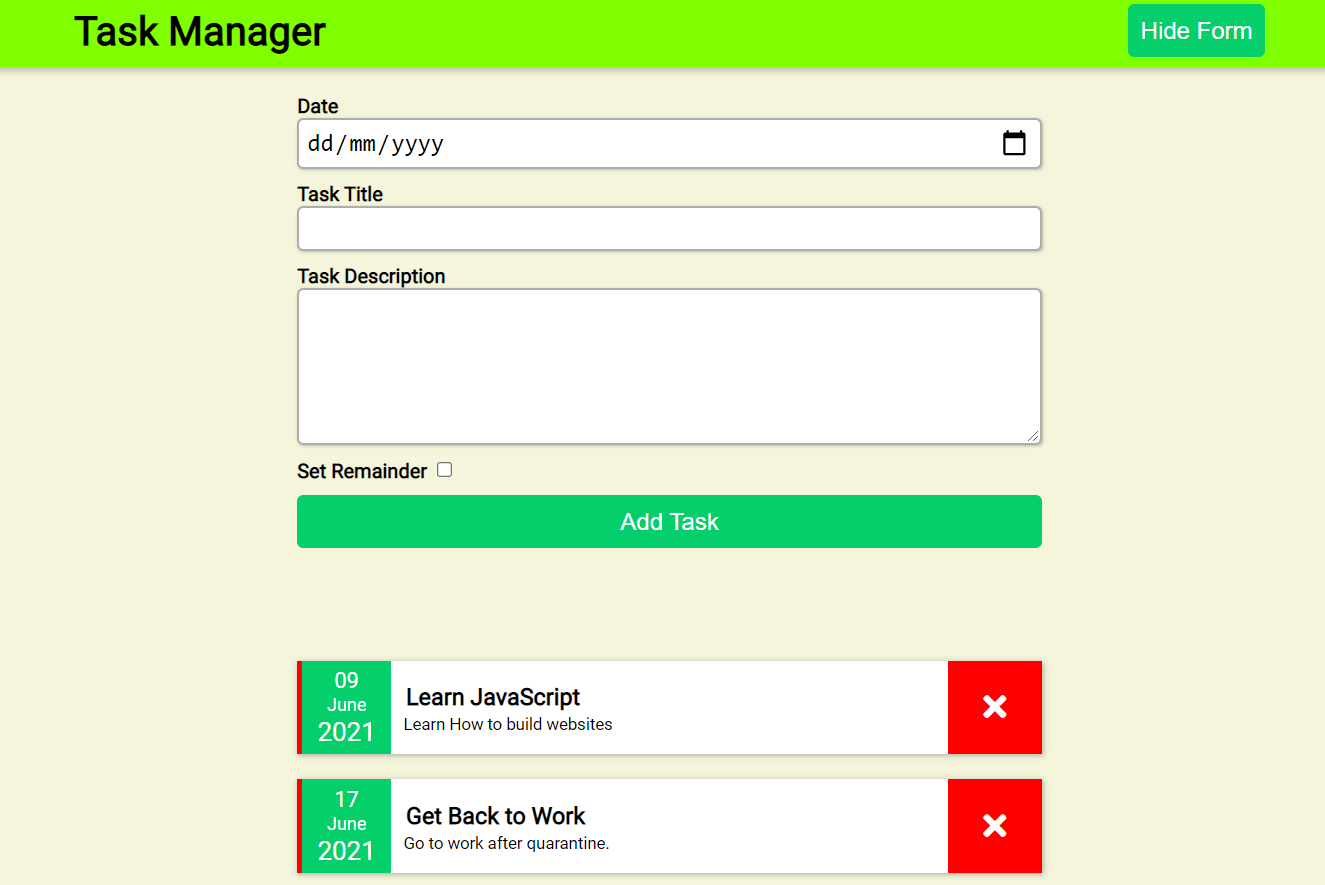 Task Manager
Hide Form
Date
dd/mm/yyyy
Task Title
Task Description
Set Remainder
Add Task
09
June
2021
Learn JavaScript
Learn How to build websites
17
June
2021
Get Back to Work
Go to work after quarantine.